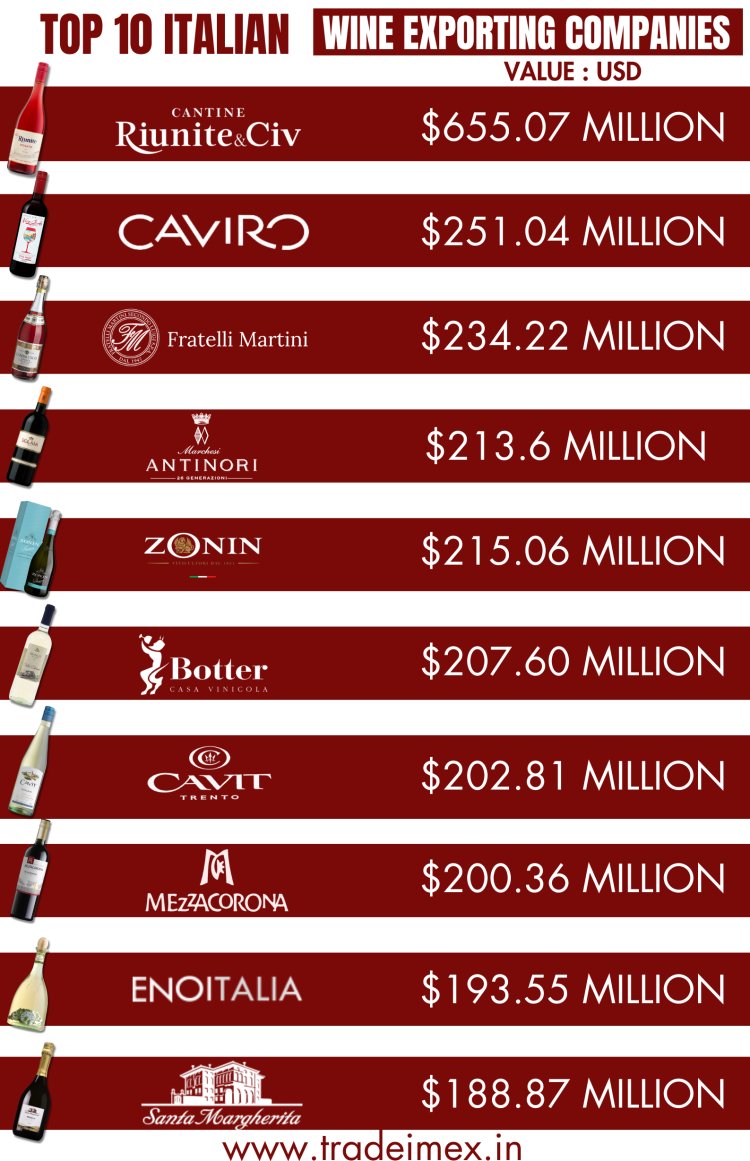 TOP 10 ITALIAN WINE EXPORTING COMPANIES
VALUE : USD
CANTINE
Riunite&Civ
$655.07 MILLION
CAVIRO
$251.04 MILLION
FM
Fratelli Martini
$234.22 MILLION
Marchesi
ANTINORI
26 GENERAZIONI
$213.6 MILLION
ZONIN
$215.06 MILLION
Botter
CASA VINICOLA
$207.60 MILLION
CAVIT
TRENTO
$202.81 MILLION
MEZZACORONA
$200.36 MILLION
ENOITALIA
$193.55 MILLION
Santa Margherita
$188.87 MILLION
www.tradeimex.in